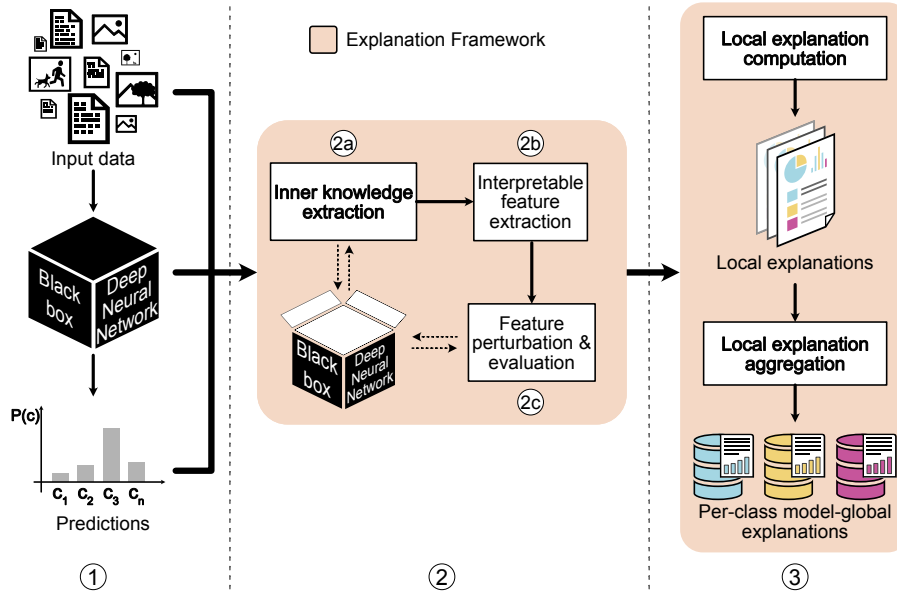 Input data
Black
box
Deep
Neural
Network
P(c)
C1 C2 C3 Cn
Predictions
1
Explanation Framework
2a
2b
Inner knowledge
extraction
Interpretable
feature
extraction
Black
box
Deep
Neural
Network
Feature
perturbation &
evaluation
2c
2
Local explanation
computation
Local explanations
Local explanation
aggregation
Per-class model-global
explanations
3